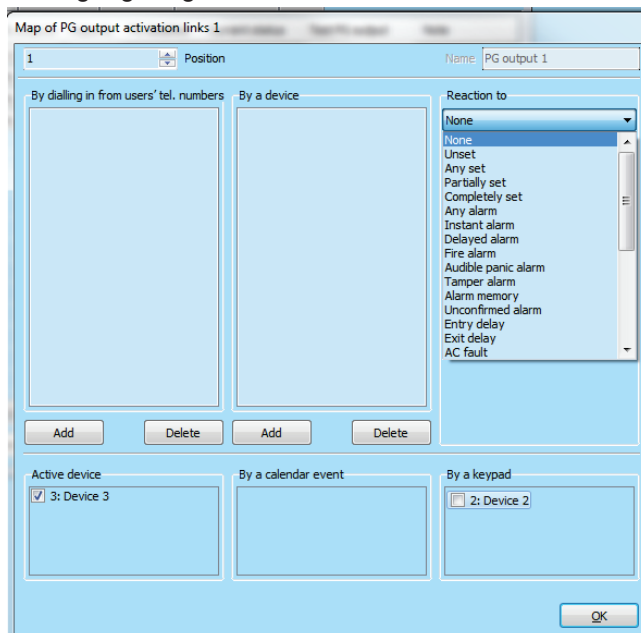 Map of PG output activation links 1
1 Position Name PG output 1
By dialling in from users' tel. numbers By a device Reaction to
None
None
Unset
Any set
Partially set
Completely set
Any alarm
Instant alarm
Delayed alarm
Fire alarm
Audible panic alarm
Tamper alarm
Alarm memory
Unconfirmed alarm
Entry delay
Exit delay
AC fault
Add Delete Add Delete
Active device By a calendar event By a keypad
3: Device 3 2: Device 2
OK